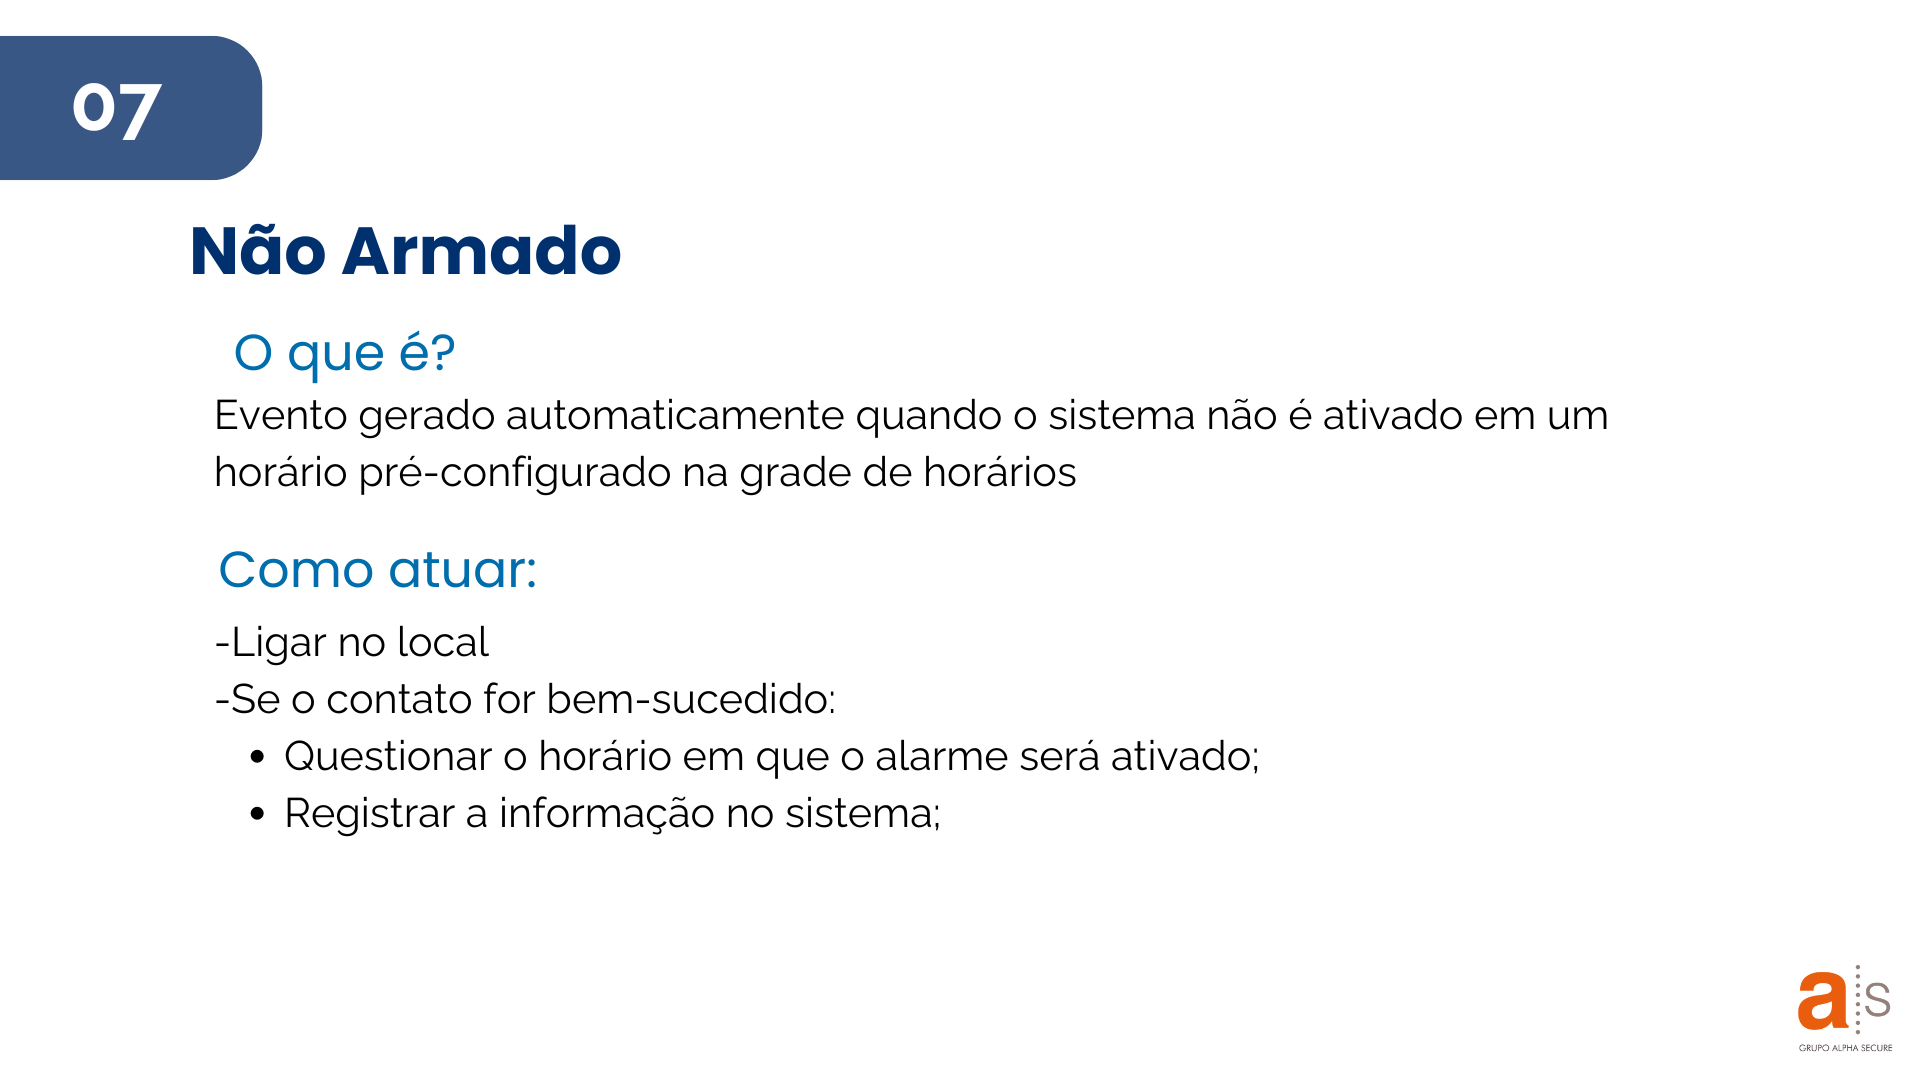 07
Não Armado
O que é?
Evento gerado automaticamente quando o sistema não é ativado em um
horário pré-configurado na grade de horários
Como atuar:
-Ligar no local
-Se o contato for bem-sucedido:
• Questionar o horário em que o alarme será ativado;
• Registrar a informação no sistema;
a s
GRUPO ALPHA SECURE